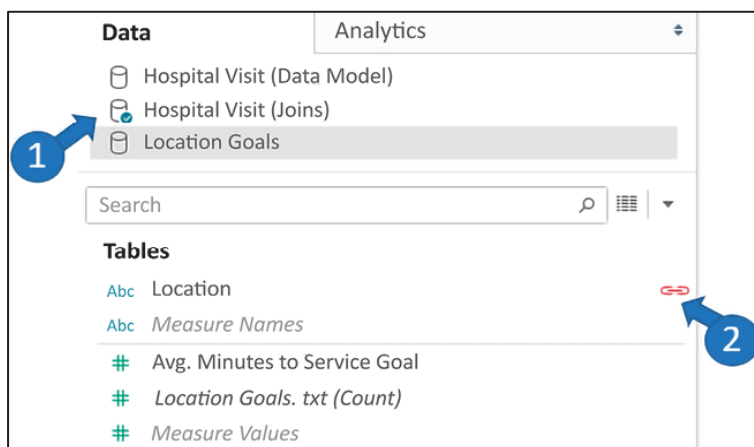 Data Analytics
Hospital Visit (Data Model)
Hospital Visit (Joins)
1
Location Goals
Search
Tables
Abc Location
2
Abc Measure Names
# Avg. Minutes to Service Goal
# Location Goals. txt (Count)
# Measure Values